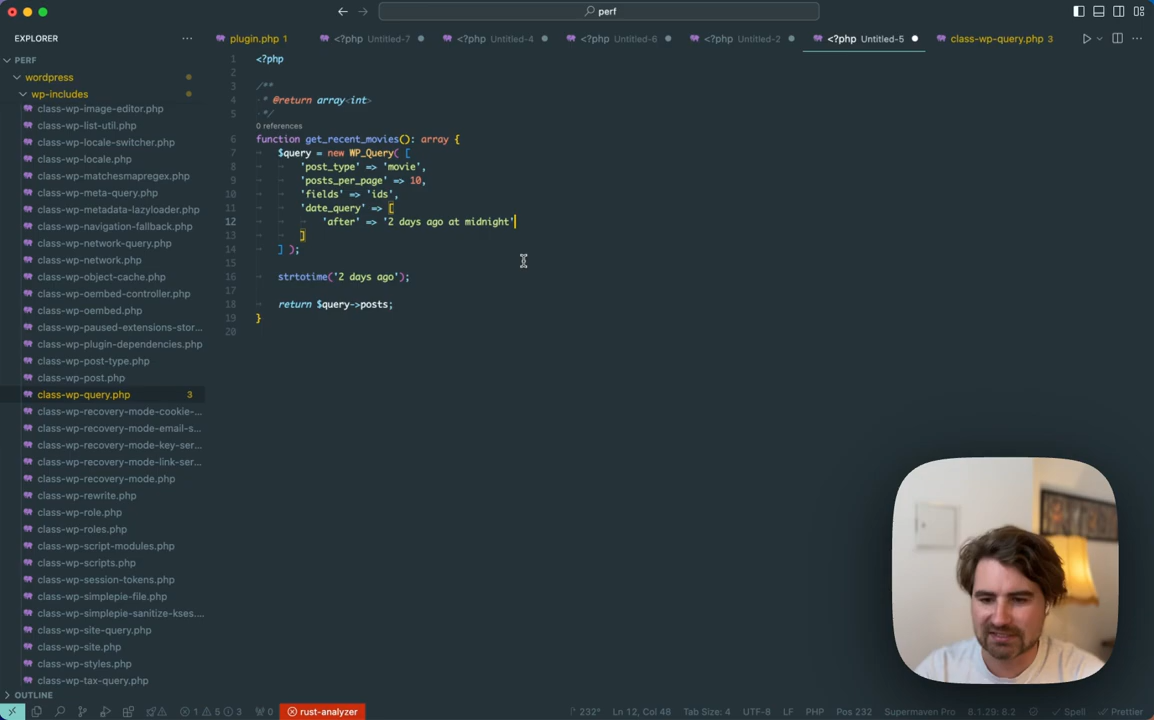 perf
EXPLORER
plugin.php 1
<?php Untitled-7
<?php Untitled-4
<?php Untitled-6
<?php Untitled-2
<?php Untitled-5
class-wp-query.php 3
PERF
wordpress
wp-includes
class-wp-image-editor.php
class-wp-list-util.php
class-wp-locale-switcher.php
class-wp-locale.php
class-wp-matchesmapregex.php
class-wp-meta-query.php
class-wp-metadata-lazyloader.php
class-wp-navigation-fallback.php
class-wp-network-query.php
class-wp-network.php
class-wp-object-cache.php
class-wp-oembed-controller.php
class-wp-oembed.php
class-wp-paused-extensions-stor...
class-wp-plugin-dependencies.php
class-wp-post-type.php
class-wp-post.php
class-wp-query.php 3
class-wp-recovery-mode-cookie-...
class-wp-recovery-mode-email-s...
class-wp-recovery-mode-key-ser...
class-wp-recovery-mode-link-ser...
class-wp-recovery-mode.php
class-wp-rewrite.php
class-wp-role.php
class-wp-roles.php
class-wp-script-modules.php
class-wp-scripts.php
class-wp-session-tokens.php
class-wp-simplepie-file.php
class-wp-simplepie-sanitize-kses....
class-wp-site-query.php
class-wp-site.php
class-wp-styles.php
class-wp-tax-query.php
OUTLINE
1 <?php
2
3 /**
4 * @return array<int>
5 */
0 references
6 function get_recent_movies(): array {
7 $query = new WP_Query( [
8 'post_type' => 'movie',
9 'posts_per_page' => 10,
10 'fields' => 'ids',
11 'date_query' => [
12 'after' => '2 days ago at midnight'
13 ]
14 ] );
15
16 strtotime('2 days ago');
17
18 return $query->posts;
19 }
20
1 5 3 0 rust-analyzer 232° Ln 12, Col 48 Tab Size: 4 UTF-8 LF PHP Pos 232 Supermaven Pro 8.1.29: 8.2 Spell Prettier